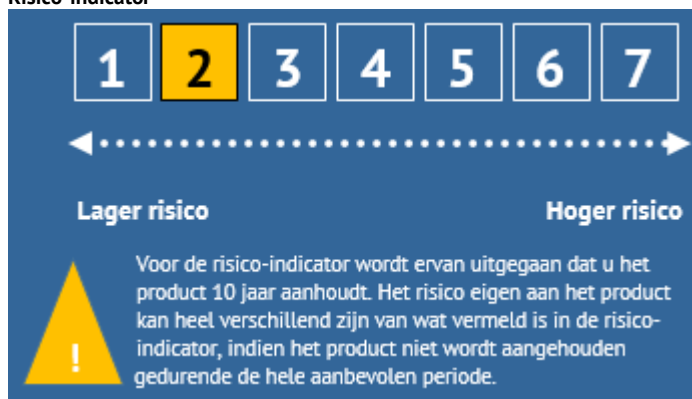 Risico-indicator
1 2 3 4 5 6 7
Lager risico Hoger risico
Voor de risico-indicator wordt ervan uitgegaan dat u het
product 10 jaar aanhoudt. Het risico eigen aan het product
kan heel verschillend zijn van wat vermeld is in de risico-
indicator, indien het product niet wordt aangehouden
gedurende de hele aanbevolen periode.
!